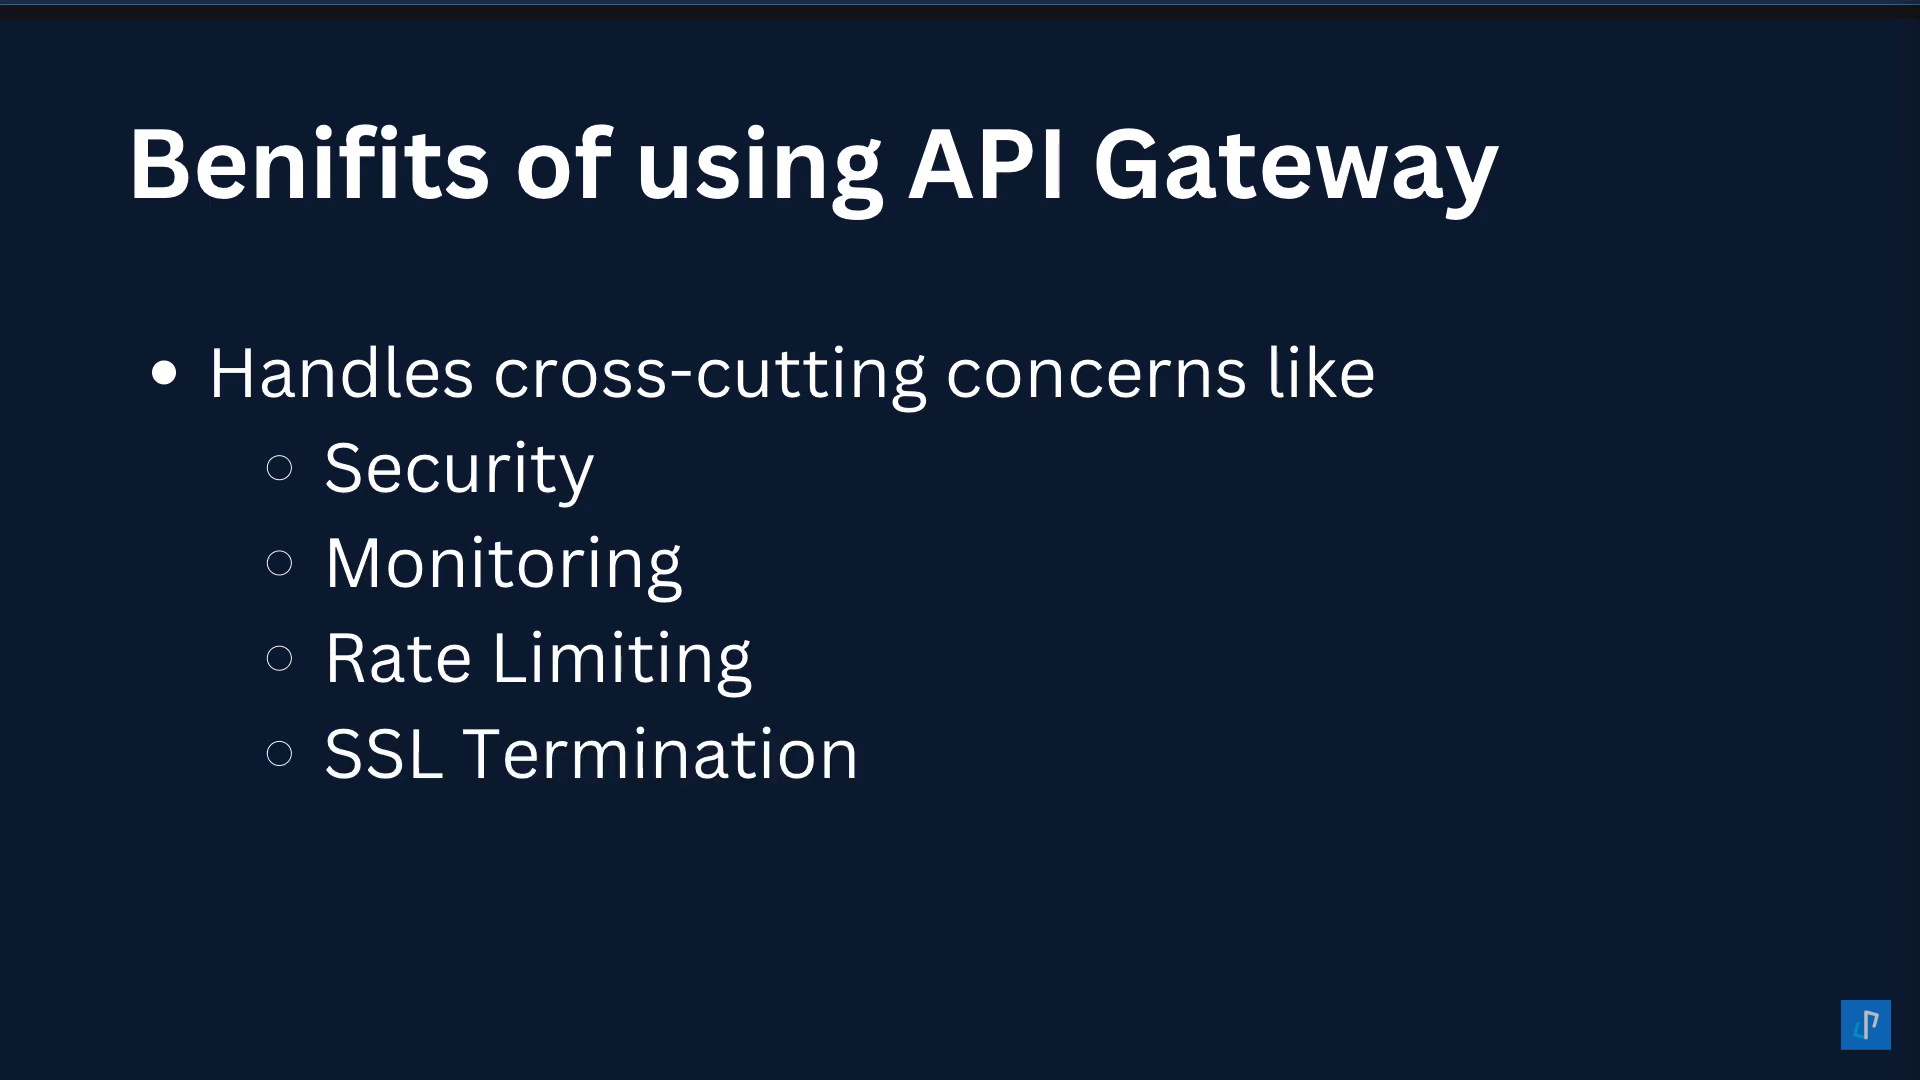 Benifits of using API Gateway
Handles cross-cutting concerns like
Security
Monitoring
Rate Limiting
SSL Termination